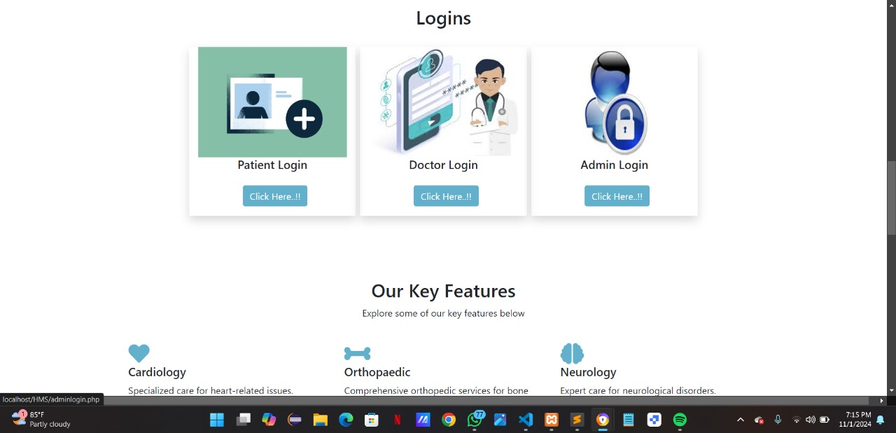 Logins
Patient Login
Doctor Login
Admin Login
Click Here..!!
Click Here..!!
Click Here..!!
Our Key Features
Explore some of our key features below
Cardiology
Orthopaedic
Neurology
Specialized care for heart-related issues.
Comprehensive orthopedic services for bone
Expert care for neurological disorders.
localhost/HMS/adminlogin.php
1
85°F
Partly cloudy
77
7:15 PM
11/1/2024